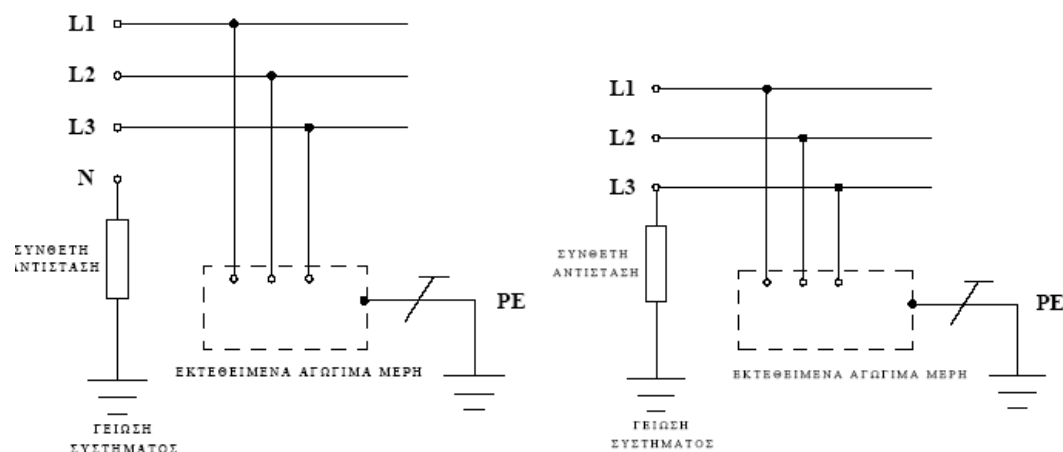 L1
L2
L3
N
ΣΥΝΘΕΤΗ
ΑΝΤΙΣΤΑΣΗ
PE
ΕΚΤΕΘΕΙΜΕΝΑ ΑΓΩΓΙΜΑ ΜΕΡΗ
ΓΕΙΩΣΗ
ΣΥΣΤΗΜΑΤΟΣ
L1
L2
L3
ΣΥΝΘΕΤΗ
ΑΝΤΙΣΤΑΣΗ
PE
ΕΚΤΕΘΕΙΜΕΝΑ ΑΓΩΓΙΜΑ ΜΕΡΗ
ΓΕΙΩΣΗ
ΣΥΣΤΗΜΑΤΟΣ